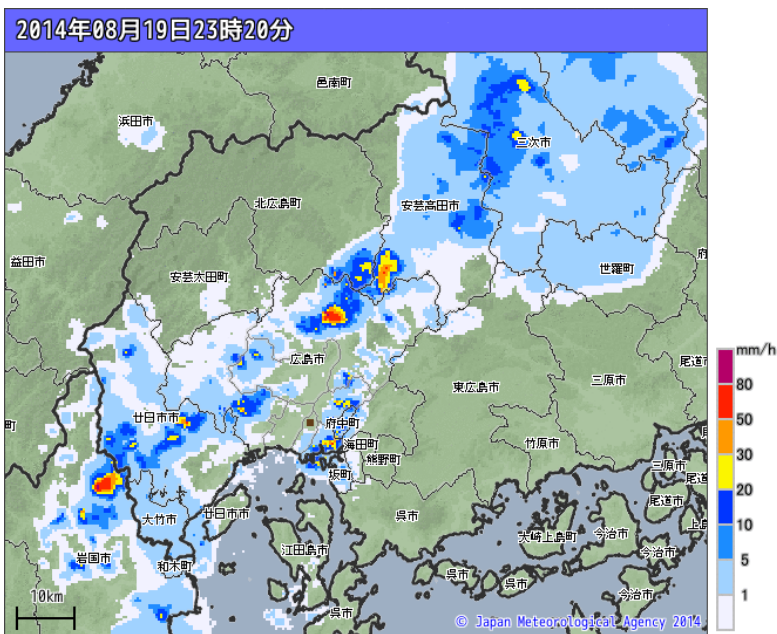 2014年08月19日23時20分
邑南町
浜田市
三次市
北広島町
安芸高田市
益田市
世羅町
府
安芸太田町
mm/h
広島市
尾道市
80
東広島市
三原市
50
廿日市市
府中町
町
海田町
竹原市
30
熊野町
三原市
坂町
尾道
20
尾道市
大竹市
廿日市市
呉市
上島
10
大崎上島町
今治市
江田島市
今治市
岩国市
和木町
5
呉市
呉市
今治市
10km
呉市
1
© Japan Meteorological Agency 2014